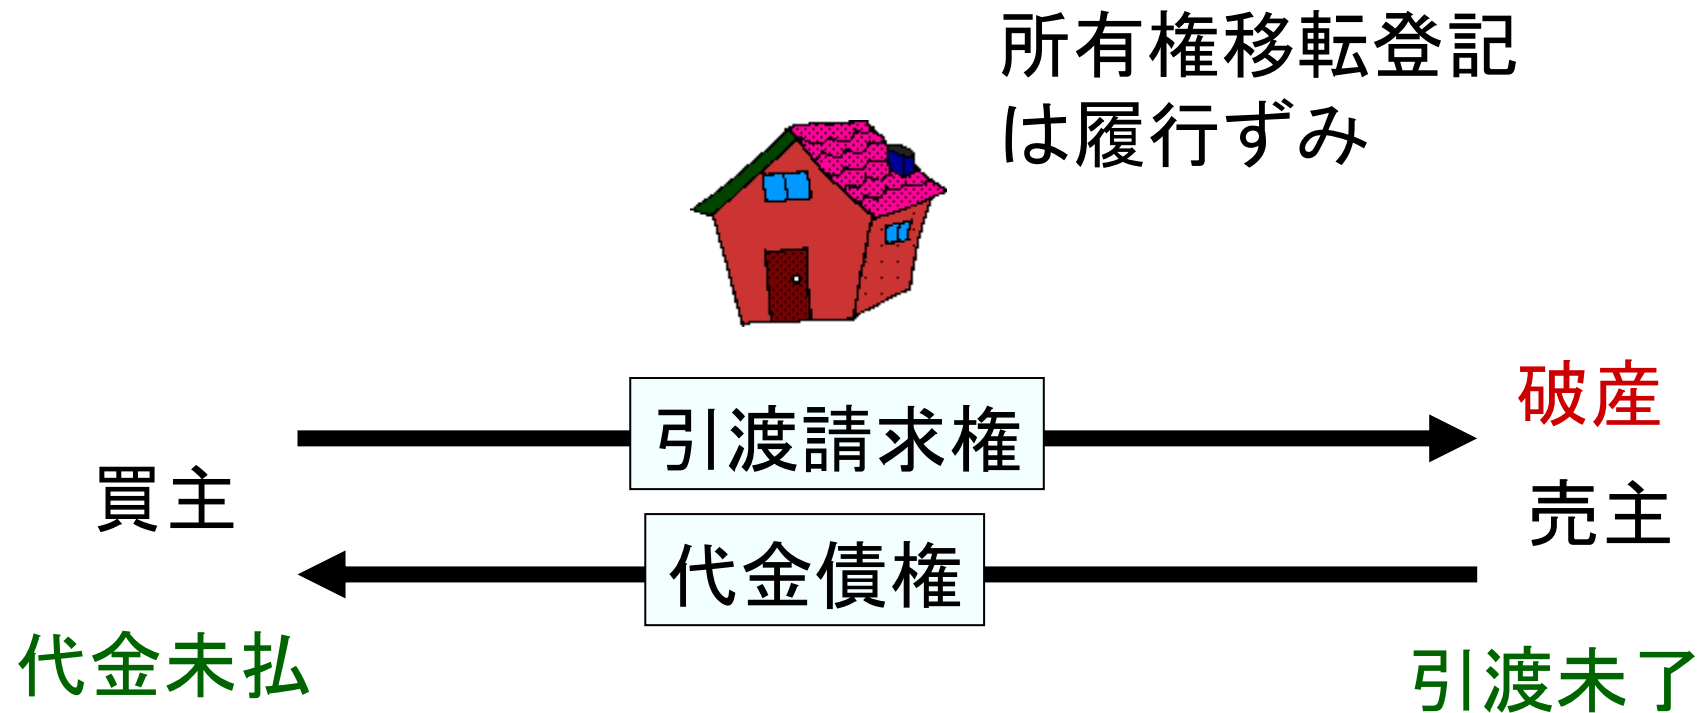 所有権移転登記
は履行ずみ
破産
引渡請求権
買主
売主
代金債権
代金未払
引渡未了